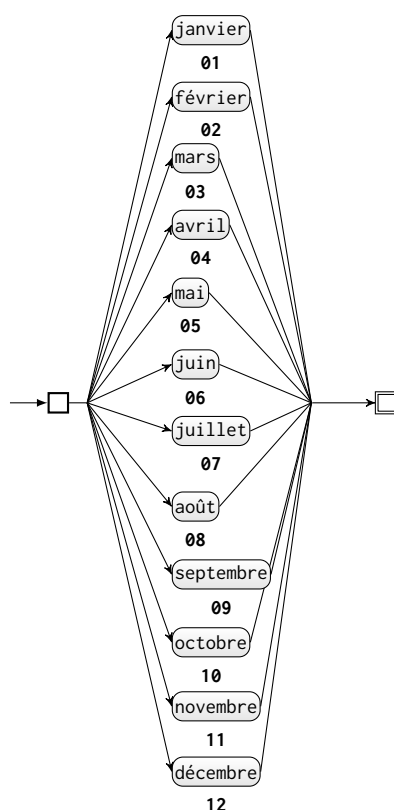 janvier
01
février
02
mars
03
avril
04
mai
05
juin
06
juillet
07
août
08
septembre
09
octobre
10
novembre
11
décembre
12